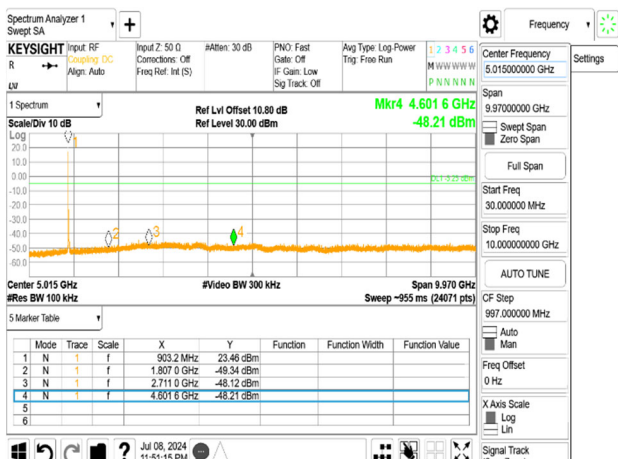 Spectrum Analyzer 1
Swept SA
+
Frequency
KEYSIGHT
Input: RF
Coupling: DC
Align: Auto
Input Z: 50 Ω
Corrections: Off
Freq Ref: Int (S)
#Atten: 30 dB
PNO: Fast
Gate: Off
IF Gain: Low
Sig Track: Off
Avg Type: Log-Power
Trig: Free Run
1 2 3 4 5 6
M W W W W W
P N N N N N
R
LXI
1 Spectrum
Scale/Div 10 dB
Ref Lvl Offset 10.80 dB
Ref Level 30.00 dBm
Mkr4 4.601 6 GHz
-48.21 dBm
Log
20.0
10.0
0.00
-10.0
-20.0
-30.0
-40.0
-50.0
-60.0
1
2
3
4
Center 5.015 GHz
#Res BW 100 kHz
#Video BW 300 kHz
Span 9.970 GHz
Sweep ~955 ms (24071 pts)
5 Marker Table
Mode Trace Scale X Y Function Function Width Function Value
1 N 1 f 903.2 MHz 23.46 dBm
2 N 1 f 1.807 0 GHz -49.34 dBm
3 N 1 f 2.711 0 GHz -48.12 dBm
4 N 1 f 4.601 6 GHz -48.21 dBm
5
6
?
Jul 08, 2024
11:51:15 PM
Center Frequency
5.015000000 GHz
Settings
Span
9.97000000 GHz
Swept Span
Zero Span
Full Span
Start Freq
30.000000 MHz
Stop Freq
10.000000000 GHz
AUTO TUNE
CF Step
997.000000 MHz
Auto
Man
Freq Offset
0 Hz
X Axis Scale
Log
Lin
Signal Track